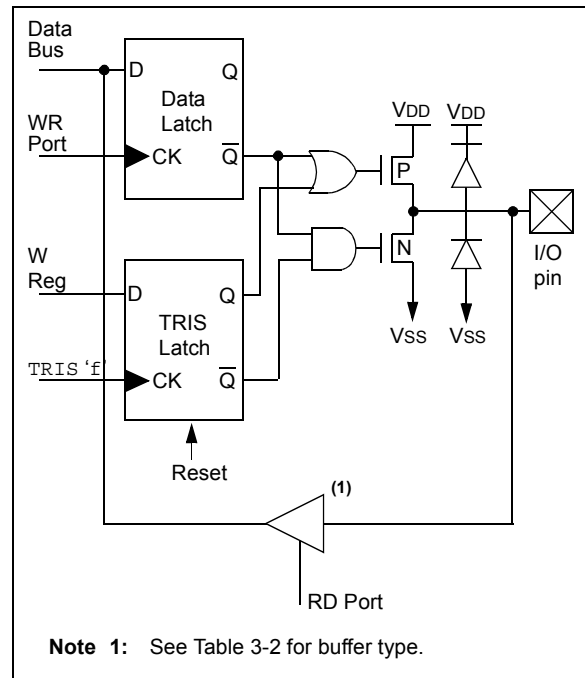 Data
Bus
D
Q
Data
Latch
WR
Port
CK
Q
VDD
VDD
P
N
I/O
pin
W
Reg
D
Q
TRIS
Latch
VSS
VSS
TRIS ‘f’
CK
Q
Reset
(1)
RD Port
Note 1: See Table 3-2 for buffer type.